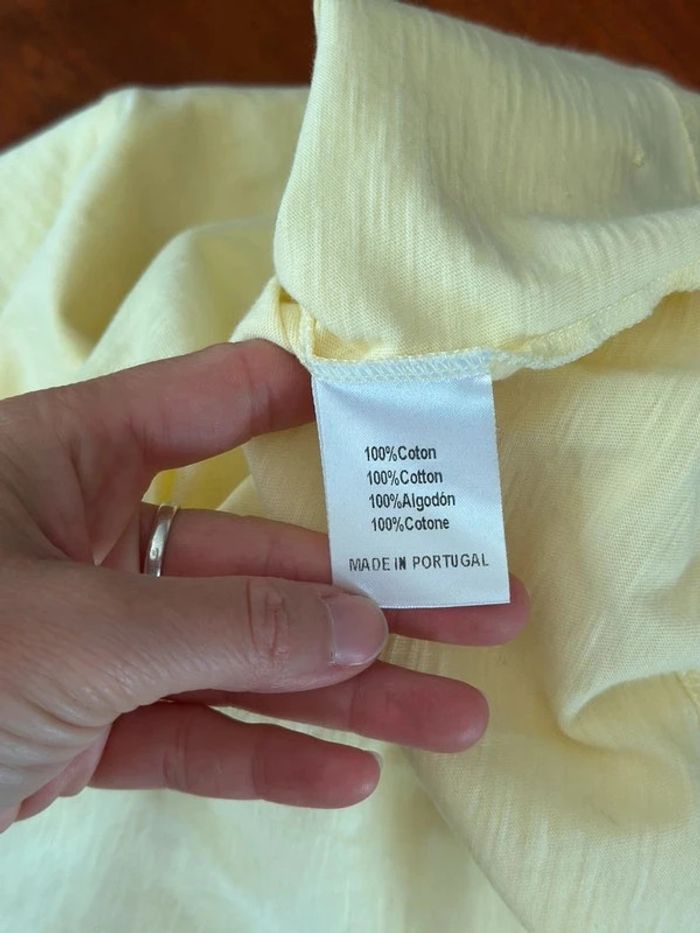 100%Coton
100%Cotton
100%Algodón
100%Cotone
MADE IN PORTUGAL